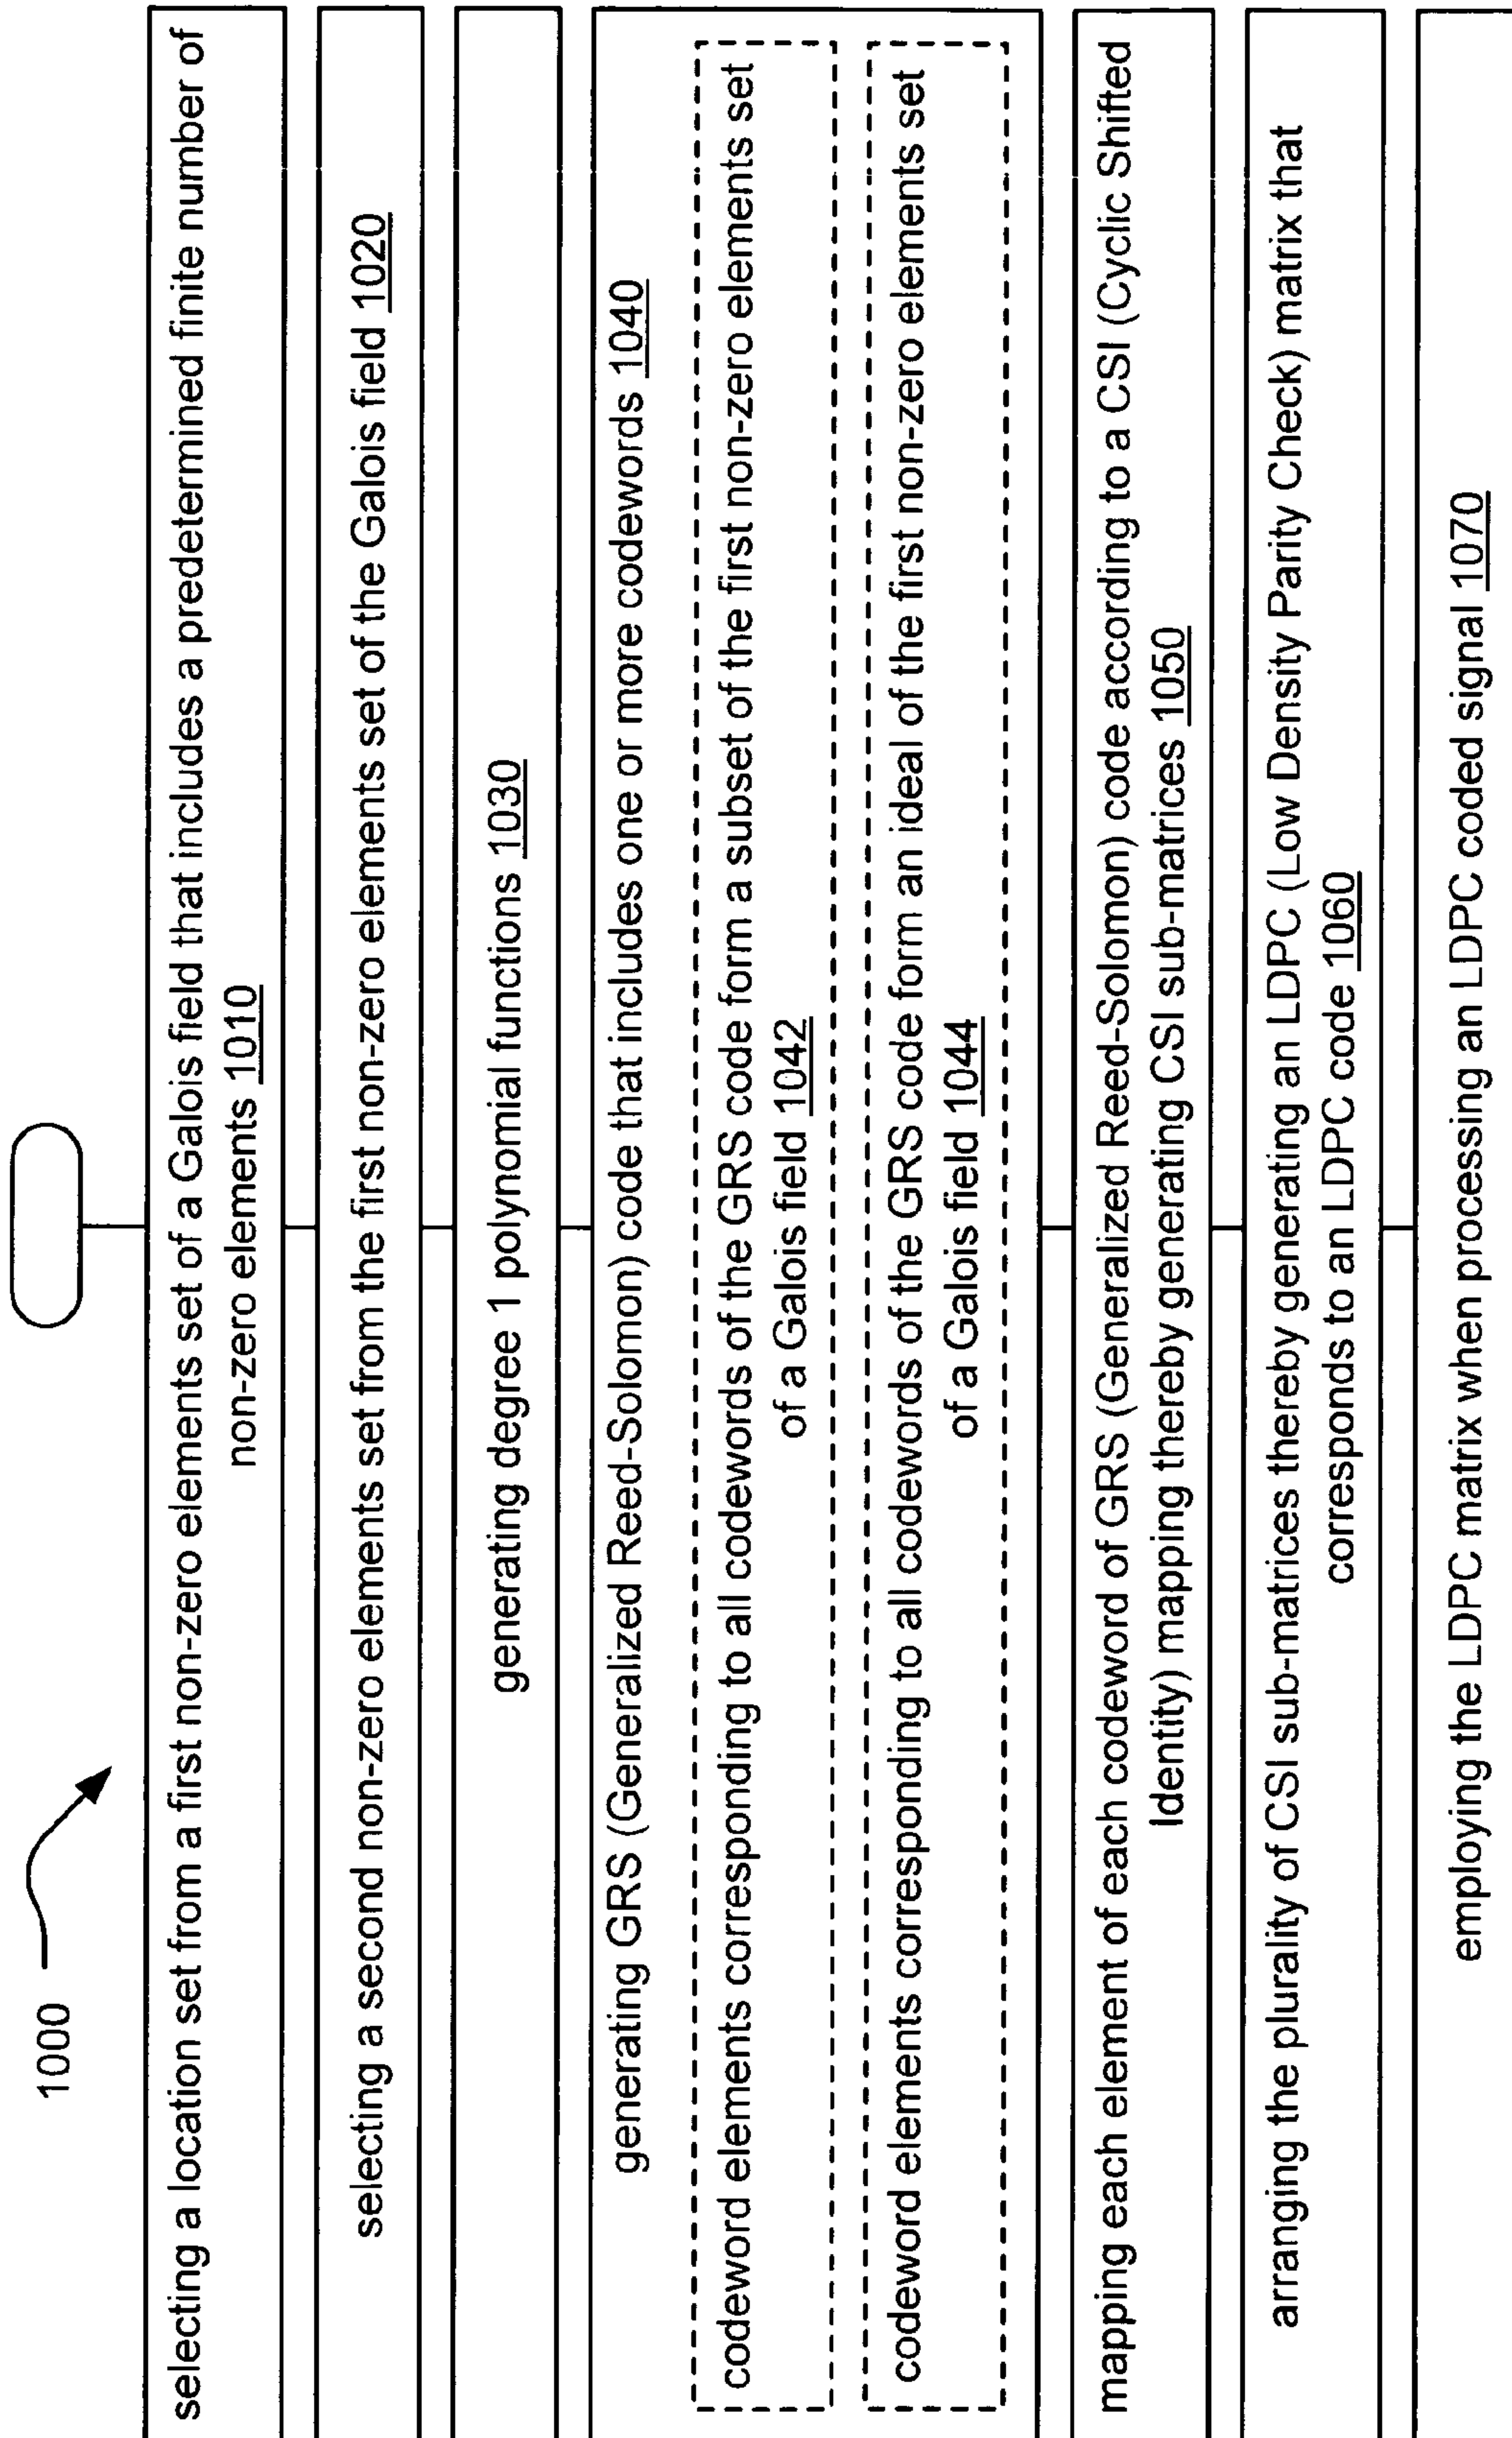 1000
selecting a location set from a first non-zero elements set of a Galois field that includes a predetermined finite number of
non-zero elements 1010
selecting a second non-zero elements set from the first non-zero elements set of the Galois field 1020
generating degree 1 polynomial functions 1030
generating GRS (Generalized Reed-Solomon) code that includes one or more codewords 1040
codeword elements corresponding to all codewords of the GRS code form a subset of the first non-zero elements set
of a Galois field 1042
codeword elements corresponding to all codewords of the GRS code form an ideal of the first non-zero elements set
of a Galois field 1044
mapping each element of each codeword of GRS (Generalized Reed-Solomon) code according to a CSI (Cyclic Shifted
Identity) mapping thereby generating CSI sub-matrices 1050
arranging the plurality of CSI sub-matrices thereby generating an LDPC (Low Density Parity Check) matrix that
corresponds to an LDPC code 1060
employing the LDPC matrix when processing an LDPC coded signal 1070